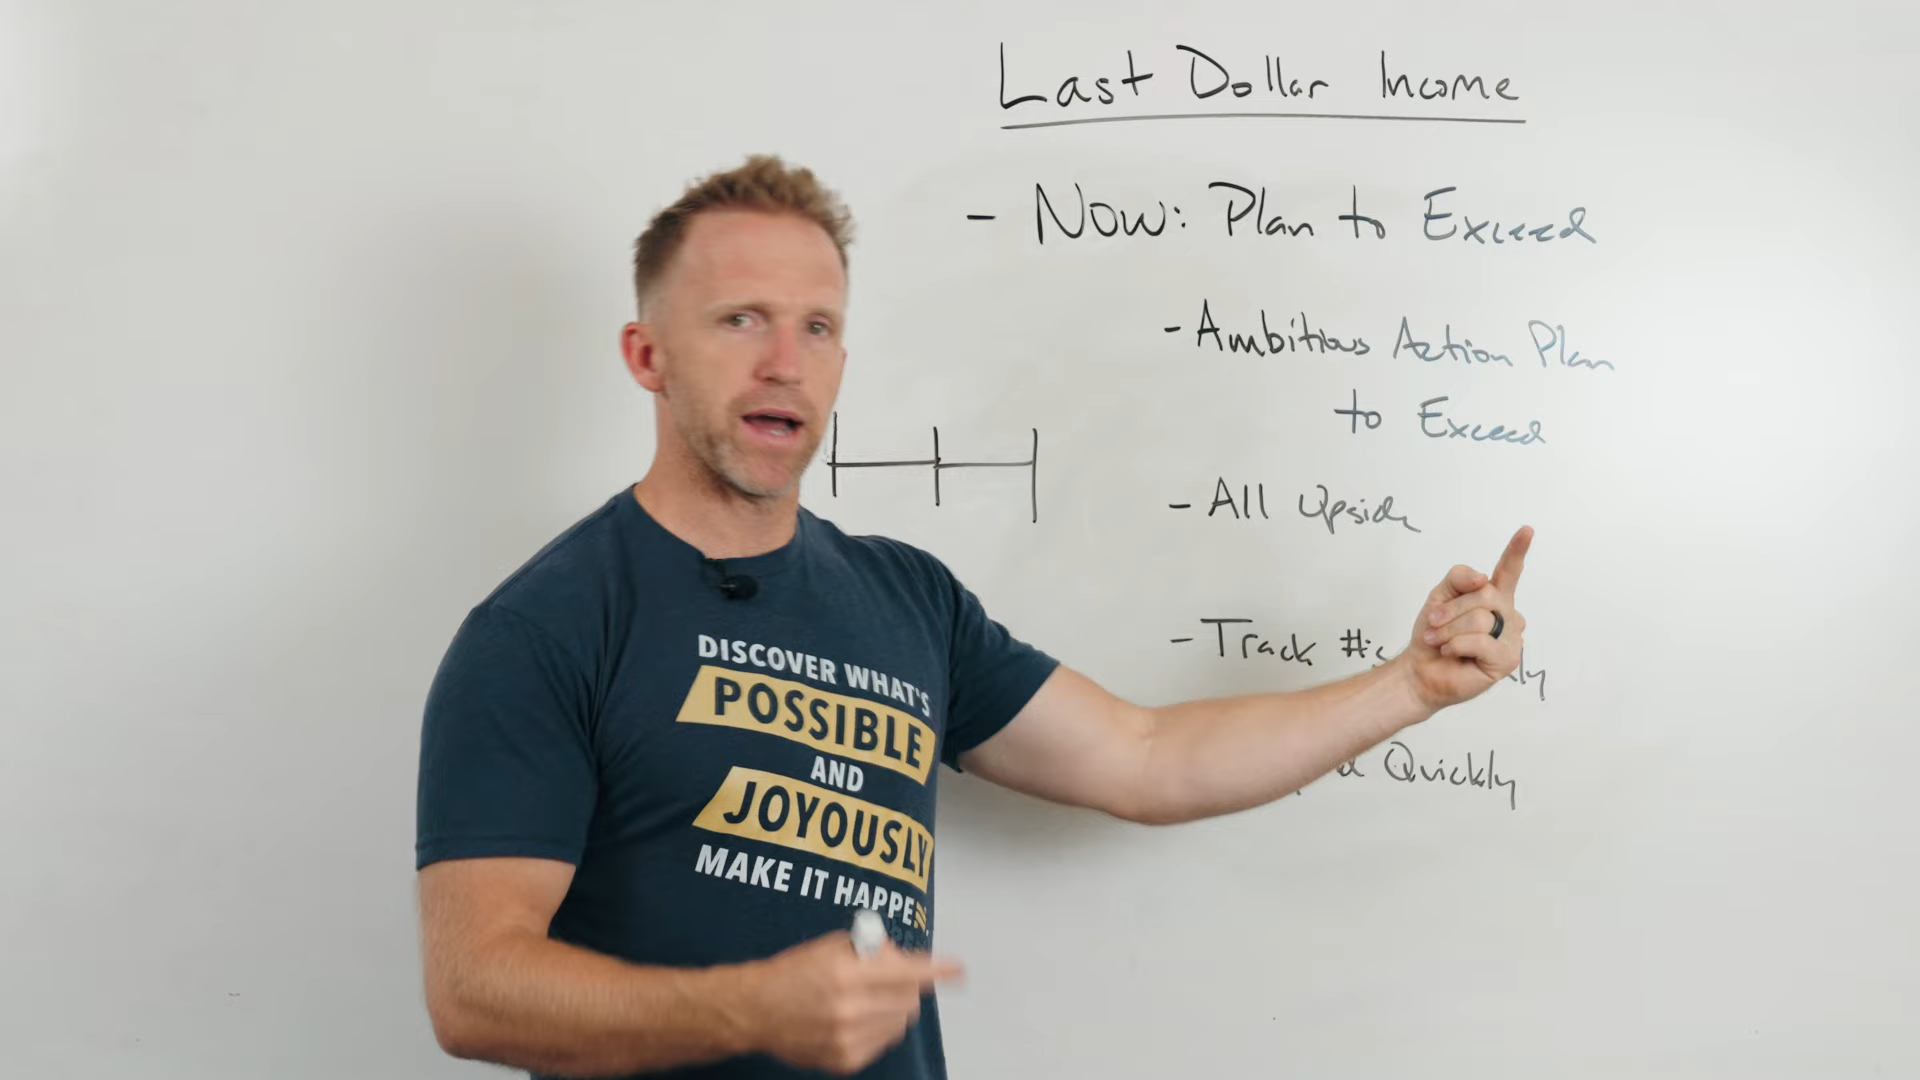 Last Dollar Income
- Now: Plan to Exceed
- Ambitious Action Plan
to Exceed
- All Upside
- Track #'s
Quickly
DISCOVER WHAT'S
POSSIBLE
AND
JOYOUSLY
MAKE IT HAPPEN.